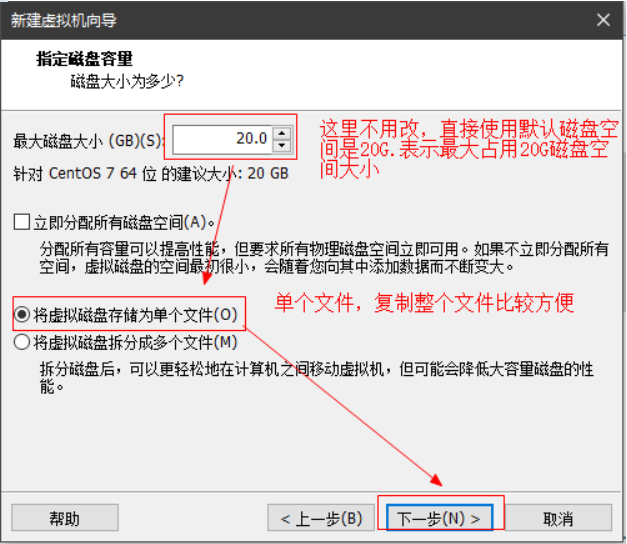 新建虚拟机向导
指定磁盘容量
磁盘大小为多少?
最大磁盘大小 (GB)(S): 20.0
这里不用改，直接使用默认磁盘空
间是20G.表示最大占用20G磁盘空
间大小
针对 CentOS 7 64 位 的建议大小: 20 GB
立即分配所有磁盘空间(A)。
分配所有容量可以提高性能，但要求所有物理磁盘空间立即可用。如果不立即分配所有
空间，虚拟磁盘的空间最初很小，会随着您向其中添加数据而不断变大。
单个文件，复制整个文件比较方便
将虚拟磁盘存储为单个文件(O)
将虚拟磁盘拆分成多个文件(M)
拆分磁盘后，可以更轻松地在计算机之间移动虚拟机，但可能会降低大容量磁盘的性
能。
帮助 < 上一步(B) 下一步(N) > 取消